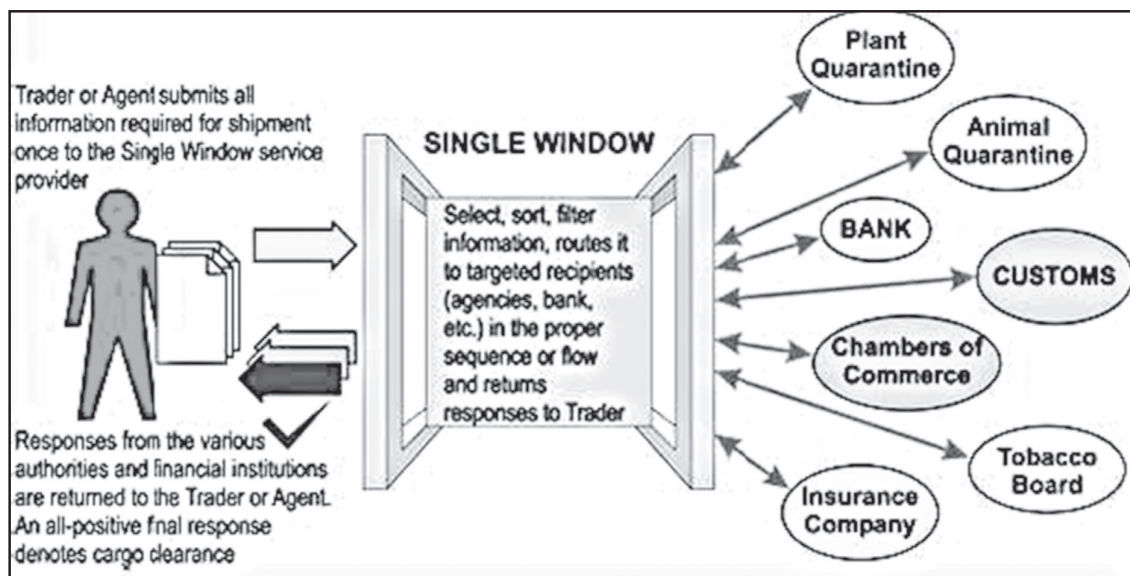 Trader or Agent submits all
information required for shipment
once to the Single Window service
provider
SINGLE WINDOW
Select, sort, filter
information, routes it
to targeted recipients
(agencies, bank,
etc.) in the proper
sequence or flow
and returns
responses to Trader
Responses from the various
authorities and financial institutions
are returned to the Trader or Agent.
An all-positive fnal response
denotes cargo clearance
Plant
Quarantine
Animal
Quarantine
BANK
CUSTOMS
Chambers of
Commerce
Tobacco
Board
Insurance
Company